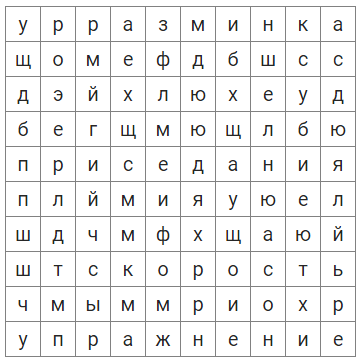 у р р а з м и н к а
щ о м е ф д б ш с с
д э й х л ю х е у д
б е г щ м ю щ л б ю
п р и с е д а н и я
п л й м и я у ю е л
ш д ч м ф х щ а ю й
ш т с к о р о с т ь
ч м ы м м р и о х р
у п р а ж н е н и е